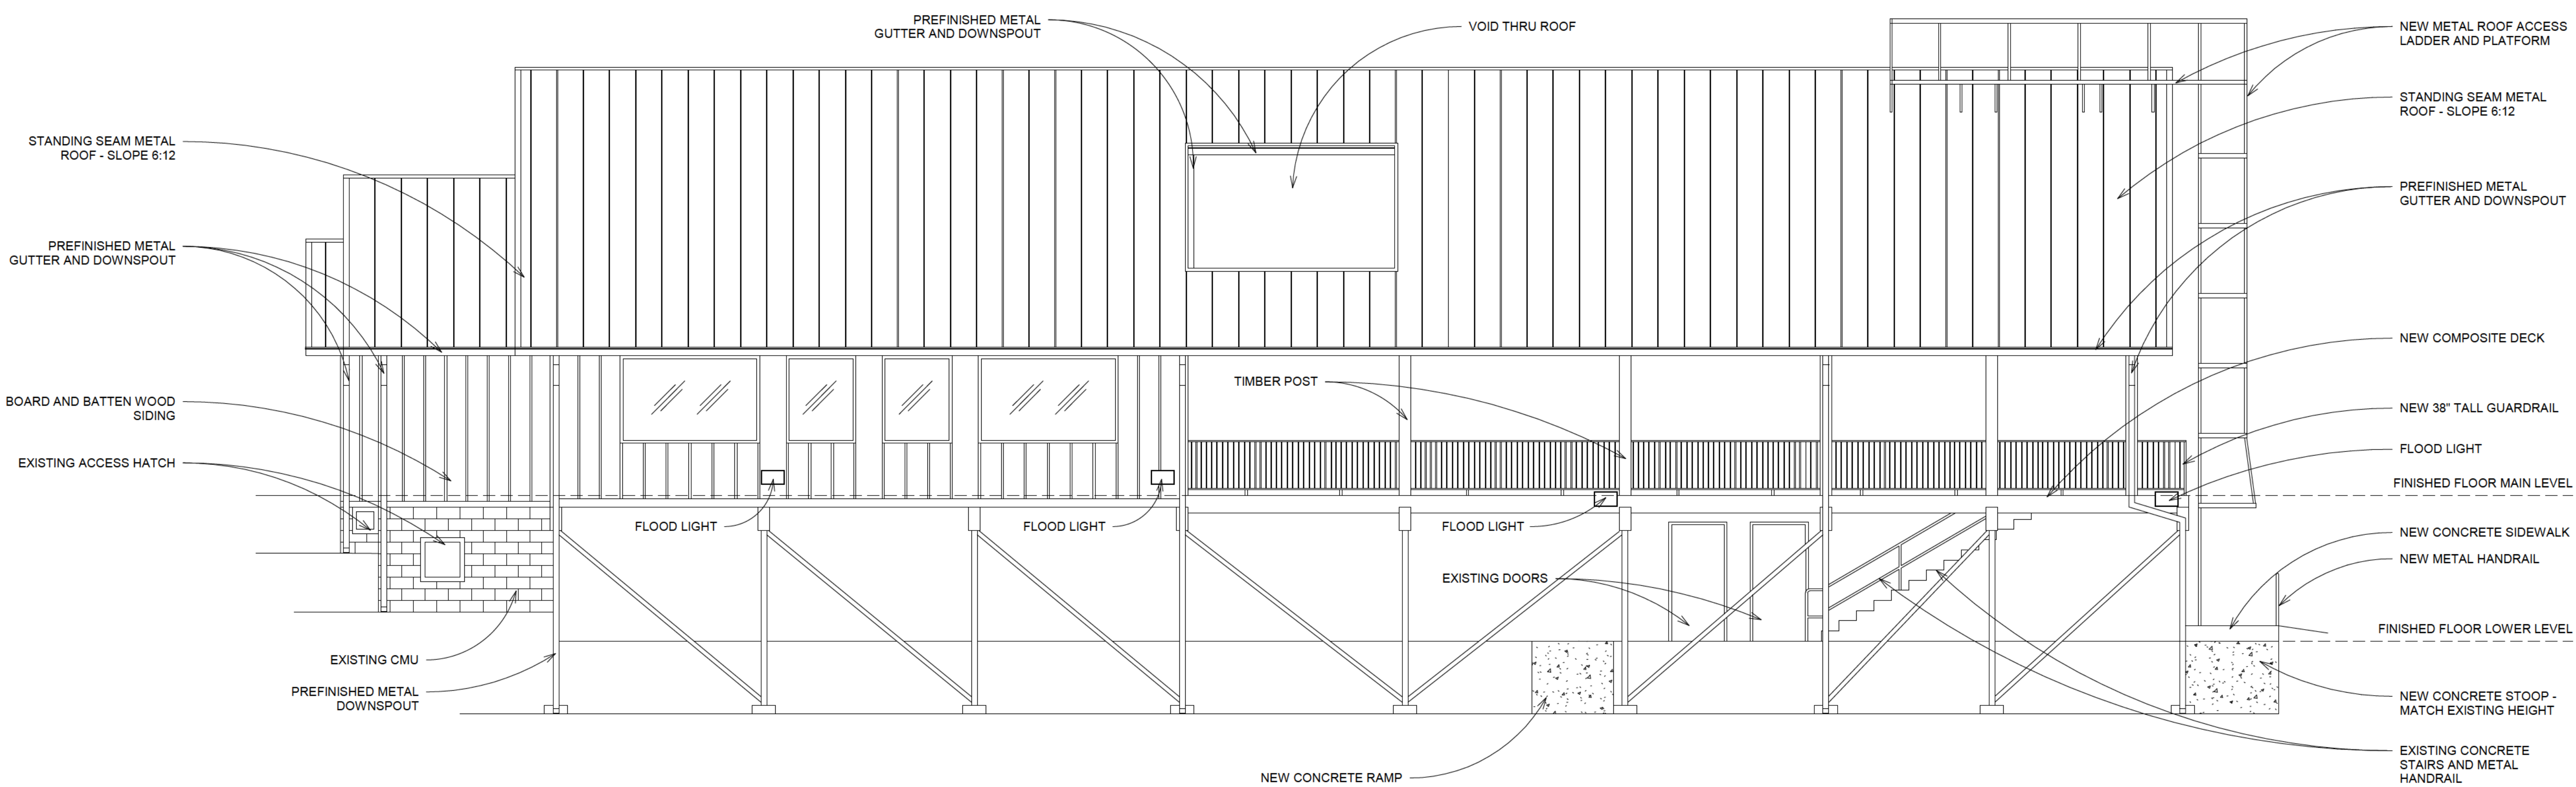 PREFINISHED METAL
GUTTER AND DOWNSPOUT
VOID THRU ROOF
NEW METAL ROOF ACCESS
LADDER AND PLATFORM
STANDING SEAM METAL
ROOF - SLOPE 6:12
STANDING SEAM METAL
ROOF - SLOPE 6:12
PREFINISHED METAL
GUTTER AND DOWNSPOUT
PREFINISHED METAL
GUTTER AND DOWNSPOUT
NEW COMPOSITE DECK
BOARD AND BATTEN WOOD
SIDING
TIMBER POST
NEW 38" TALL GUARDRAIL
EXISTING ACCESS HATCH
FLOOD LIGHT
FINISHED FLOOR MAIN LEVEL
FLOOD LIGHT
FLOOD LIGHT
FLOOD LIGHT
NEW CONCRETE SIDEWALK
NEW METAL HANDRAIL
EXISTING DOORS
FINISHED FLOOR LOWER LEVEL
EXISTING CMU
PREFINISHED METAL
DOWNSPOUT
NEW CONCRETE STOOP -
MATCH EXISTING HEIGHT
NEW CONCRETE RAMP
EXISTING CONCRETE
STAIRS AND METAL
HANDRAIL